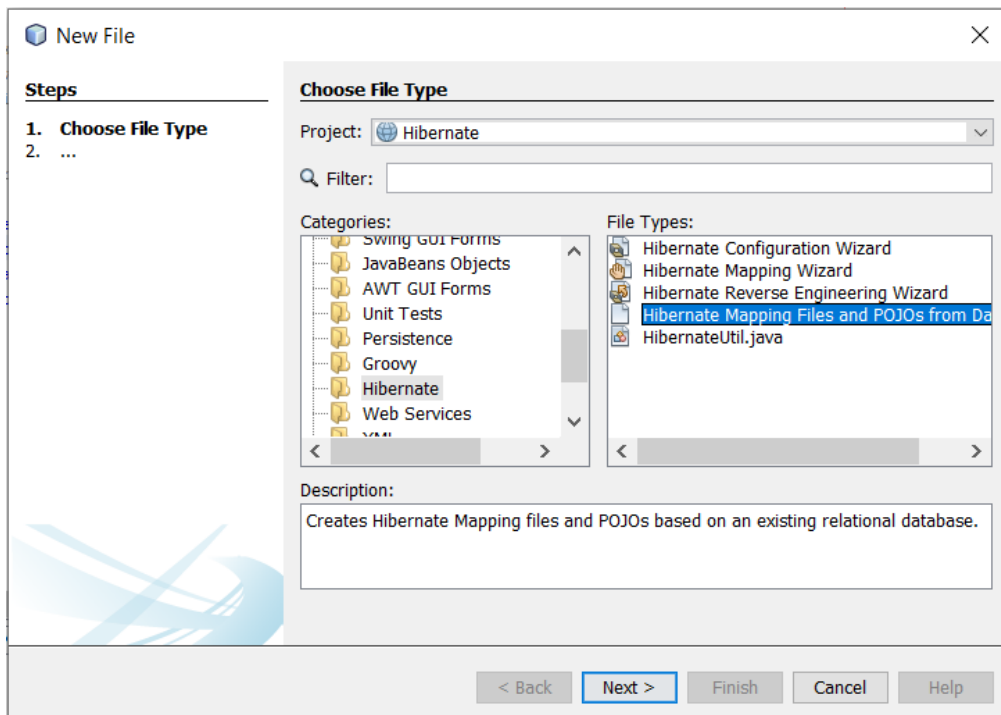 New File
Steps
1. Choose File Type
2. ...
Choose File Type
Project: Hibernate
Filter:
Categories:
Swing GUI Forms
JavaBeans Objects
AWT GUI Forms
Unit Tests
Persistence
Groovy
Hibernate
Web Services
XML
File Types:
Hibernate Configuration Wizard
Hibernate Mapping Wizard
Hibernate Reverse Engineering Wizard
Hibernate Mapping Files and POJOs from Da
HibernateUtil.java
Description:
Creates Hibernate Mapping files and POJOs based on an existing relational database.
< Back
Next >
Finish
Cancel
Help